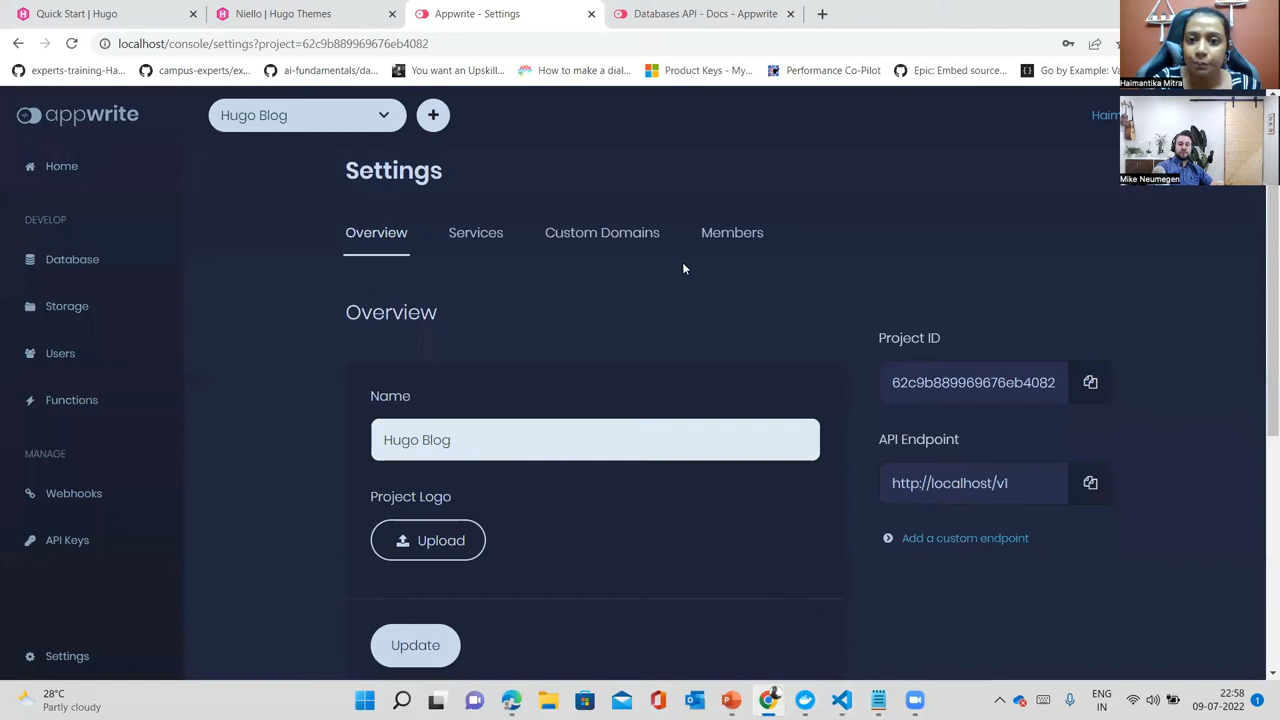 Quick Start | Hugo
Niello | Hugo Themes
Appwrite - Settings
Databases API - Docs - Appwrite
localhost/console/settings?project=62c9b889969676eb4082
experts-training-Ha...
campus-experts/ex...
ai-fundamentals/da...
You want an Upskil...
How to make a dial...
Product Keys - My...
Performance Co-Pilot
Epic: Embed source...
Go by Example: Va
Haimantika Mitra
Mike Neumegen
appwrite
Hugo Blog
Haim
Home
DEVELOP
Database
Storage
Users
Functions
MANAGE
Webhooks
API Keys
Settings
Settings
Overview
Services
Custom Domains
Members
Overview
Name
Hugo Blog
Project Logo
Upload
Update
Project ID
62c9b889969676eb4082
API Endpoint
http://localhost/v1
Add a custom endpoint
28°C
Partly cloudy
ENG
IN
22:58
09-07-2022
1